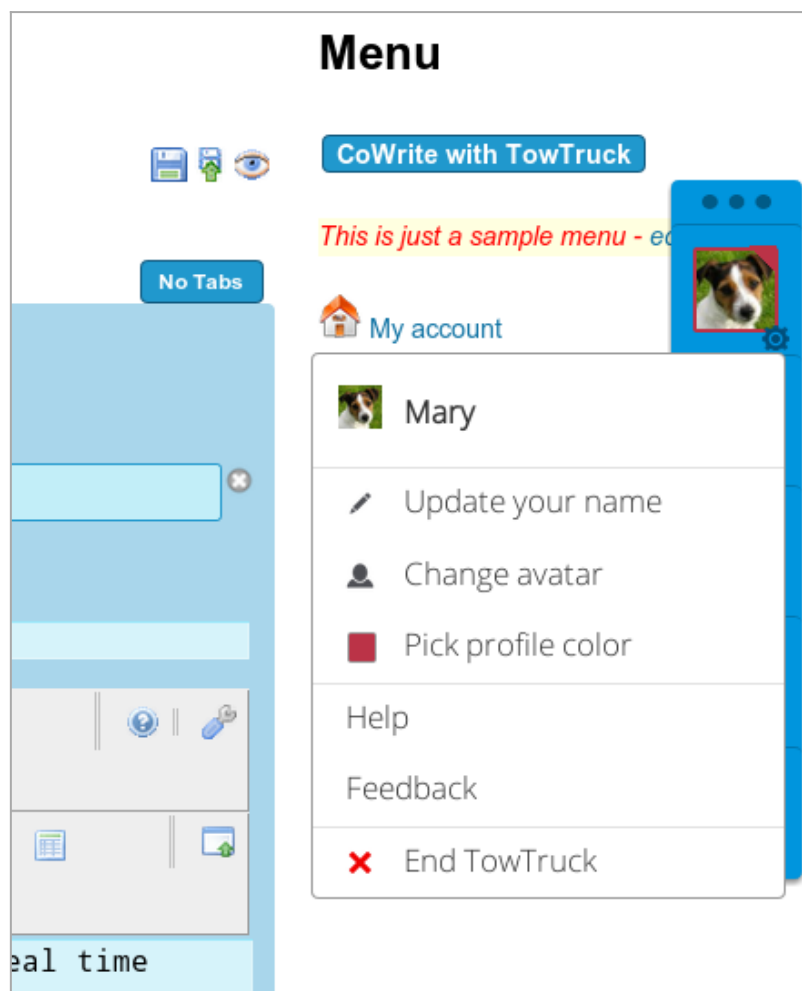 Menu
CoWrite with TowTruck
This is just a sample menu - 
No Tabs
My account
Mary
Update your name
Change avatar
Pick profile color
Help
Feedback
End TowTruck
eal time